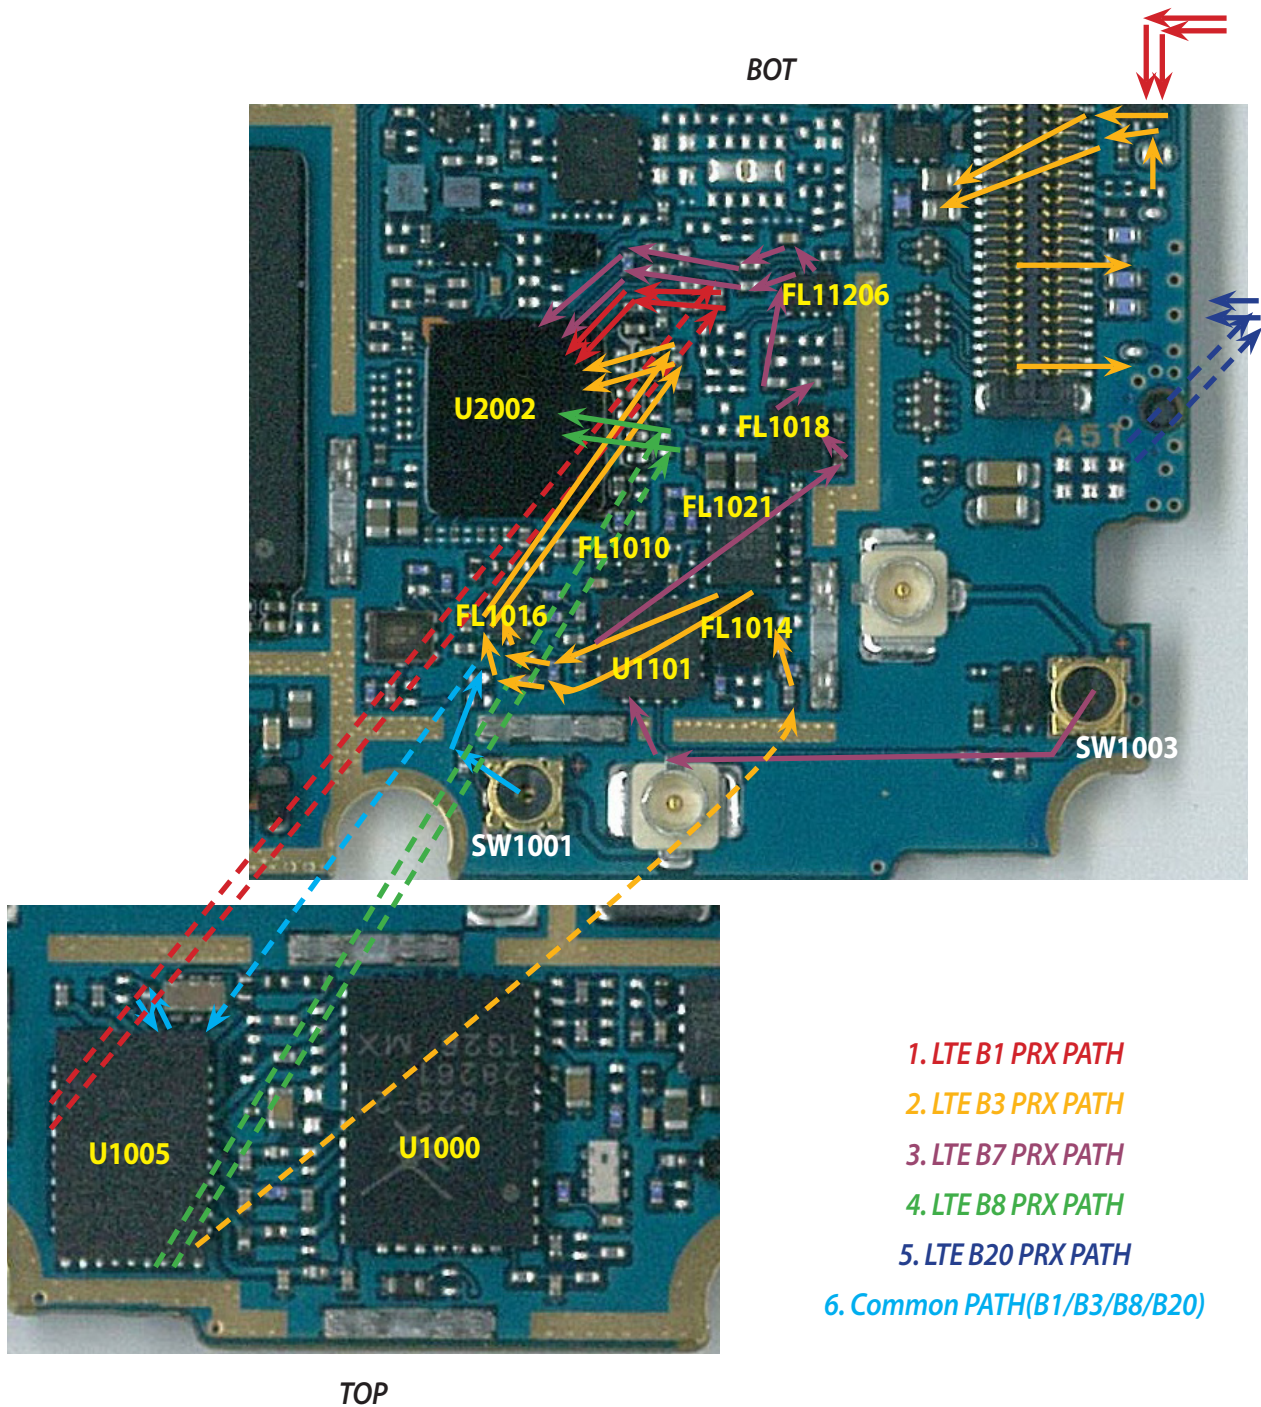 BOT
FL11206
U2002
FL1018
A51
FL1021
FL1010
FL1016
FL1014
U1101
SW1003
SW1001
1. LTE B1 PRX PATH
2. LTE B3 PRX PATH
3. LTE B7 PRX PATH
4. LTE B8 PRX PATH
5. LTE B20 PRX PATH
6. Common PATH(B1/B3/B8/B20)
U1005
U1000
TOP